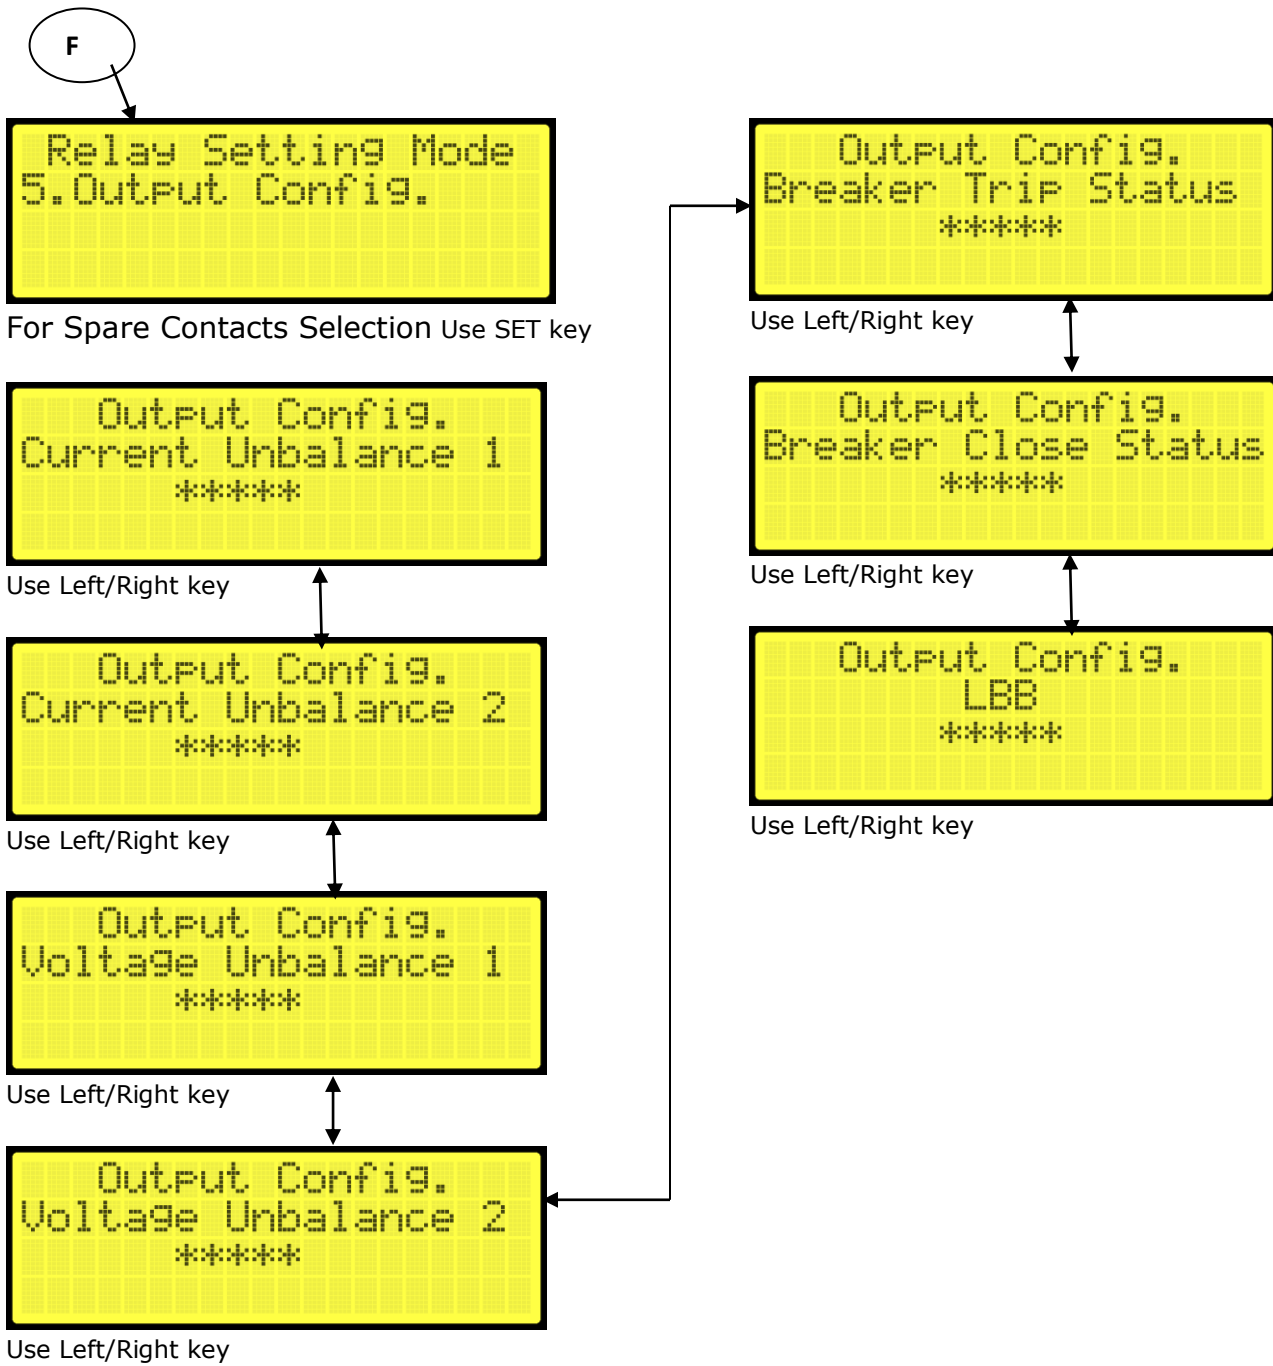 F
Relay Setting Mode
5.Output Config.
For Spare Contacts Selection Use SET key
Output Config.
Current Unbalance 1
*****
Use Left/Right key
Output Config.
Current Unbalance 2
*****
Use Left/Right key
Output Config.
Voltage Unbalance 1
*****
Use Left/Right key
Output Config.
Voltage Unbalance 2
*****
Use Left/Right key
Output Config.
Breaker Trip Status
*****
Use Left/Right key
Output Config.
Breaker Close Status
*****
Use Left/Right key
Output Config.
LBB
*****
Use Left/Right key